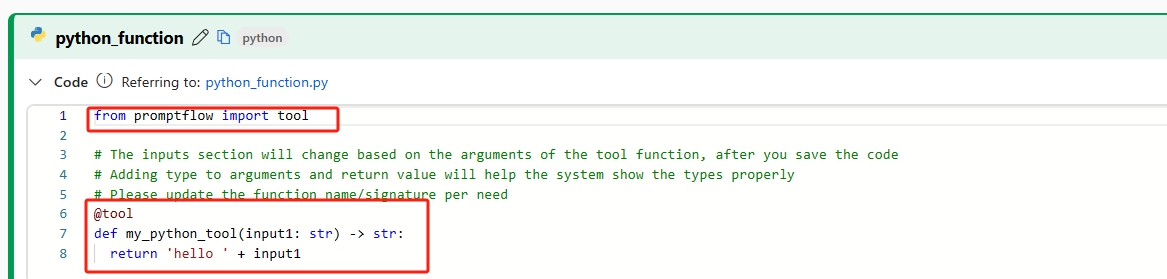 python_function python
Code Referring to: python_function.py
1 from promptflow import tool
2
3 # The inputs section will change based on the arguments of the tool function, after you save the code
4 # Adding type to arguments and return value will help the system show the types properly
5 # Please update the function name/signature per need
6 @tool
7 def my_python_tool(input1: str) -> str:
8   return 'hello ' + input1